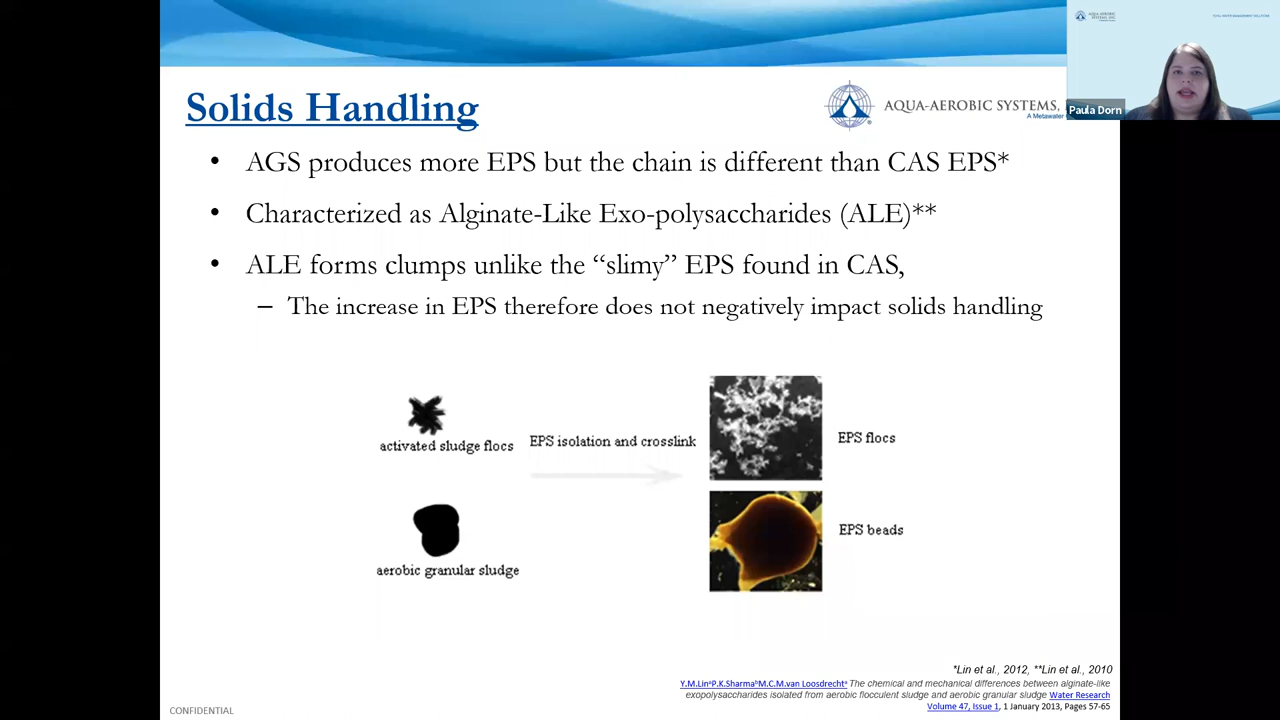 Solids Handling
AQUA-AEROBIC SYSTEMS,
A Metawater
Paula Dorn
• AGS produces more EPS but the chain is different than CAS EPS*
• Characterized as Alginate-Like Exo-polysaccharides (ALE)**
• ALE forms clumps unlike the “slimy” EPS found in CAS,
– The increase in EPS therefore does not negatively impact solids handling
activated sludge flocs
EPS isolation and crosslink
EPS flocs
aerobic granular sludge
EPS beads
*Lin et al., 2012, **Lin et al., 2010
Y.M.LinᵃP.K.SharmaᵇM.C.M.van Loosdrechtᵃ The chemical and mechanical differences between alginate-like
exopolysaccharides isolated from aerobic flocculent sludge and aerobic granular sludge Water Research
Volume 47, Issue 1, 1 January 2013, Pages 57-65
CONFIDENTIAL